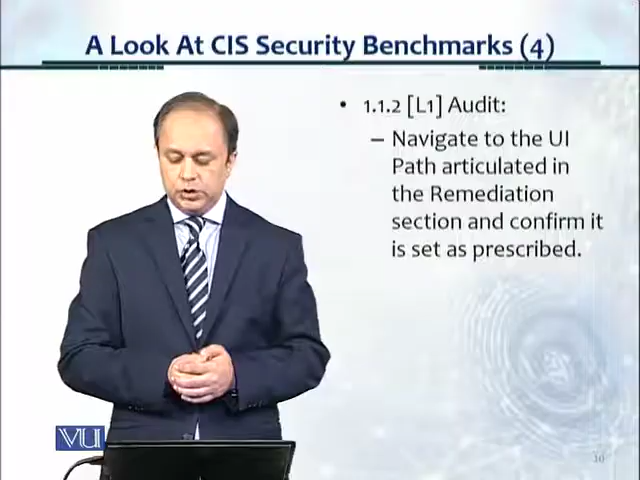 A Look At CIS Security Benchmarks (4)
• 1.1.2 [L1] Audit:
– Navigate to the UI
Path articulated in
the Remediation
section and confirm it
is set as prescribed.
VU